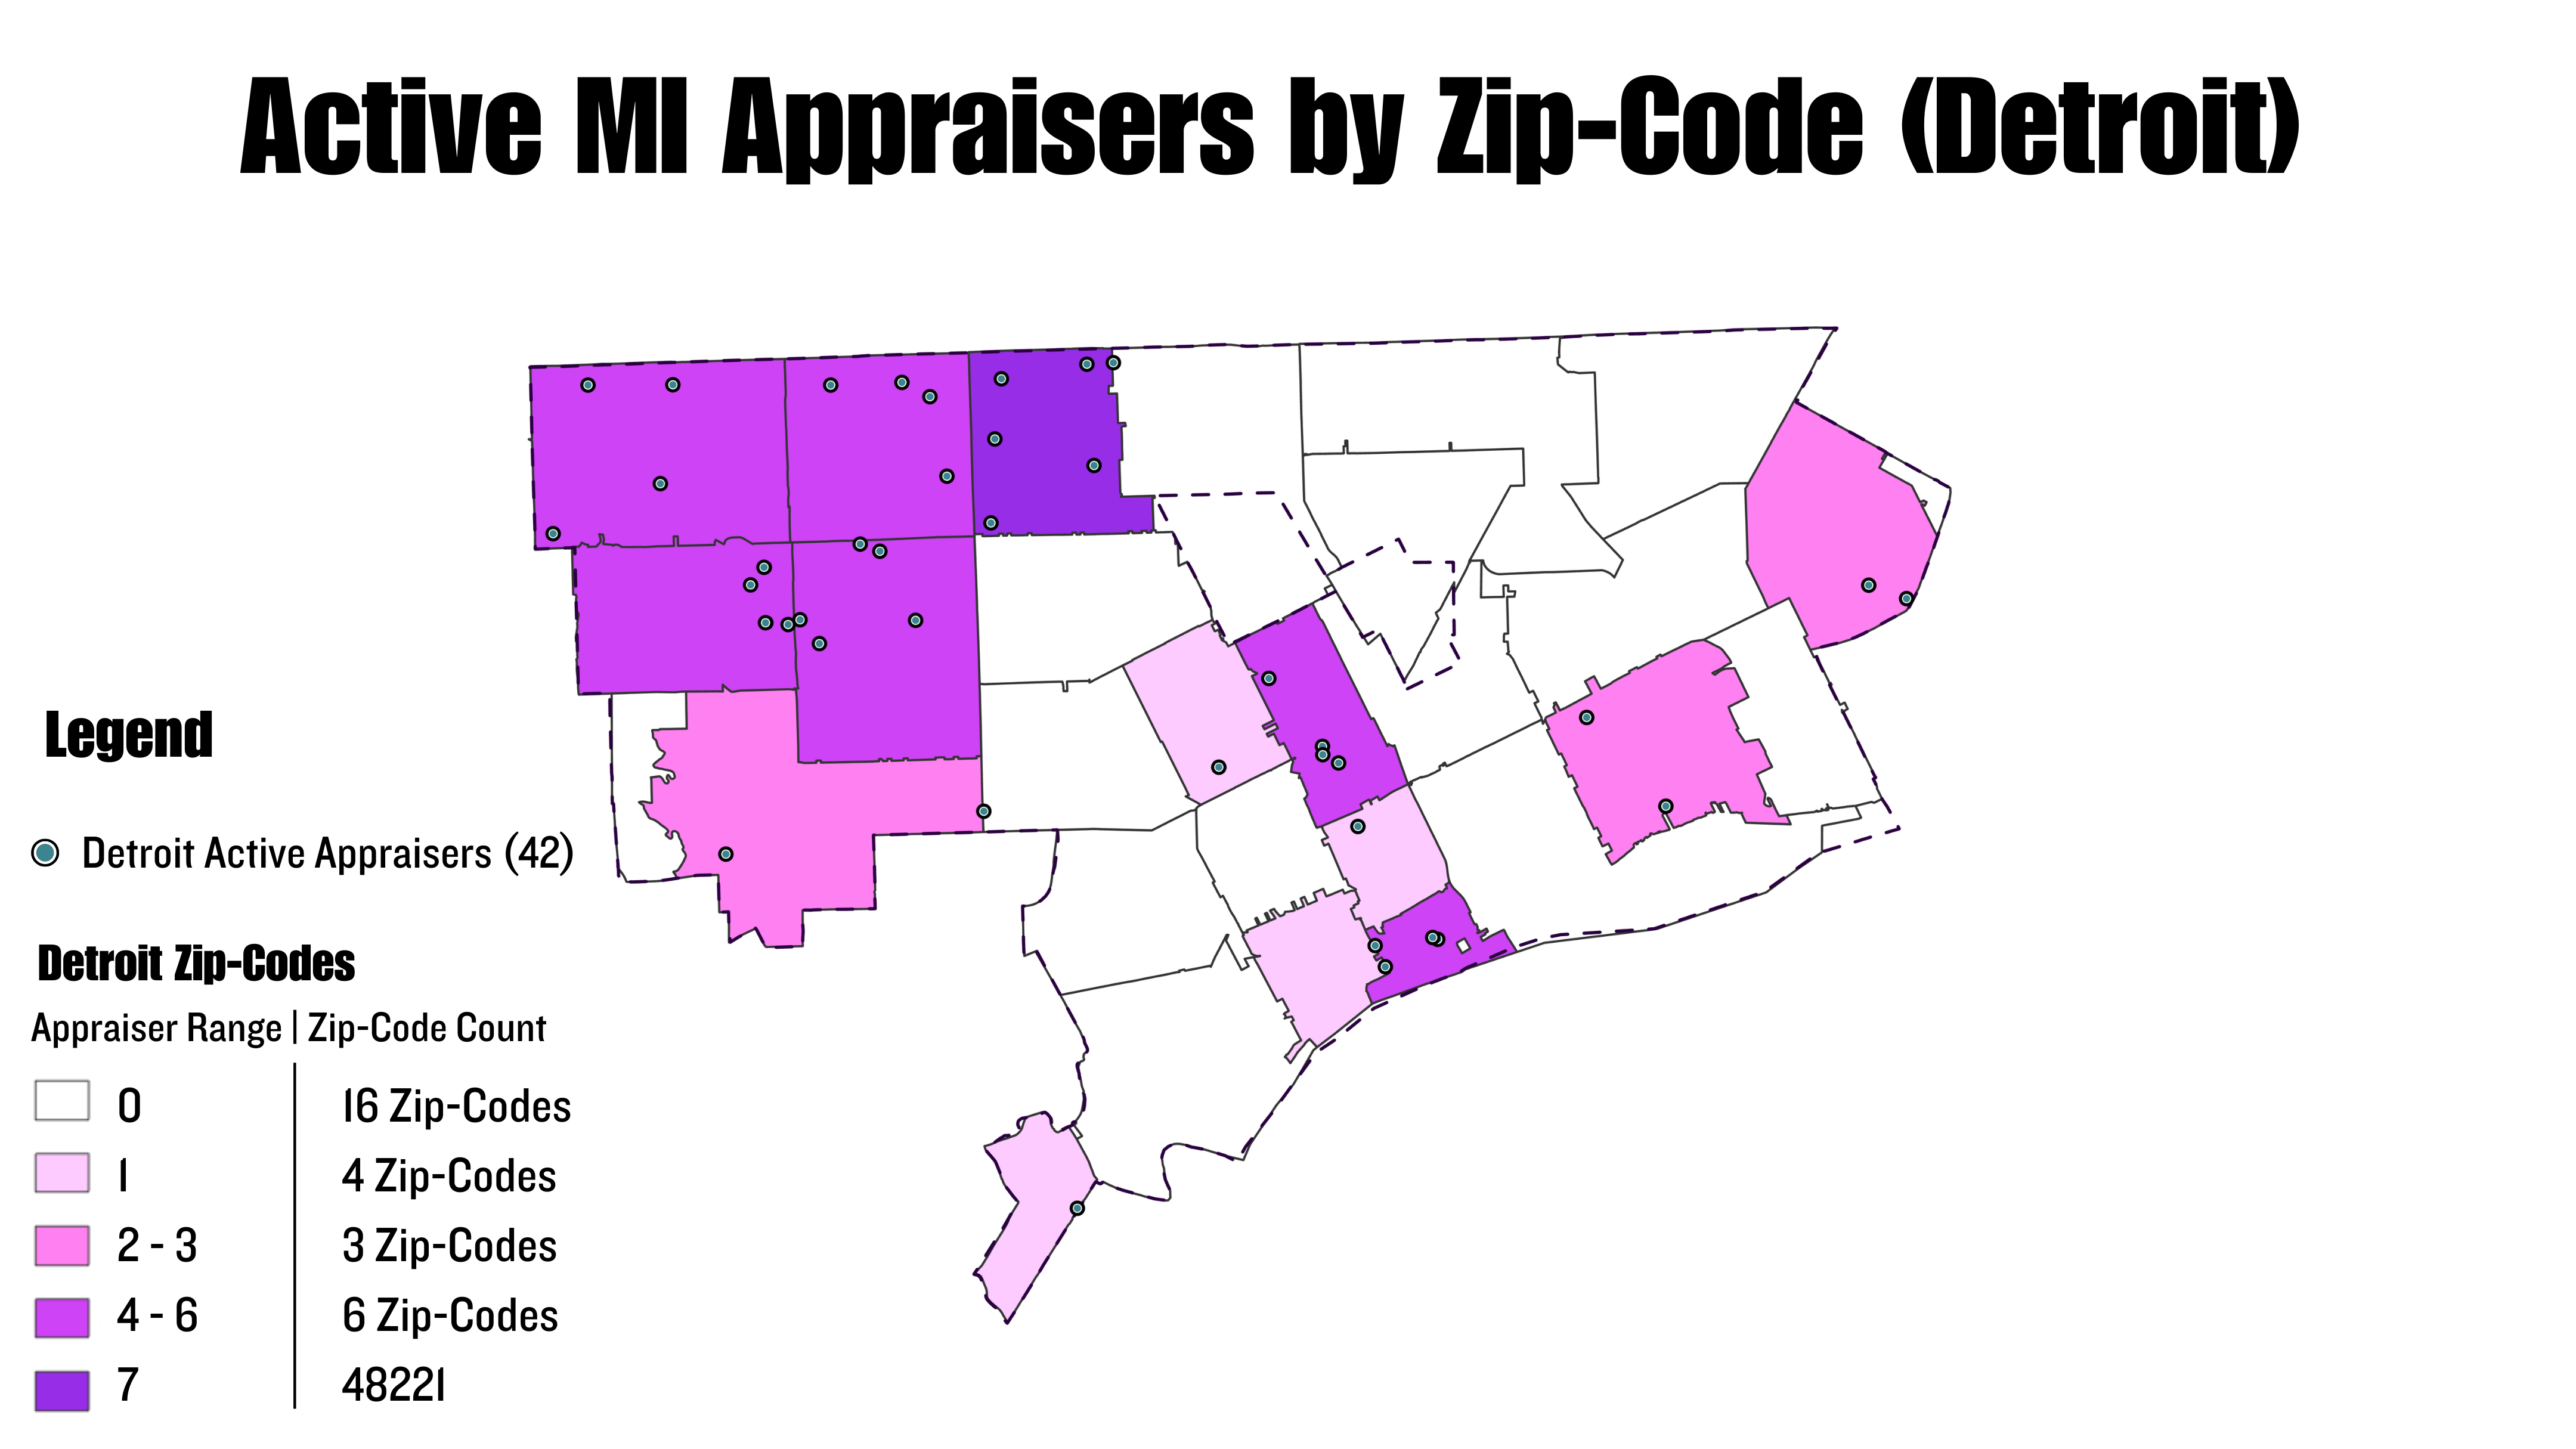 Active MI Appraisers by Zip-Code (Detroit)
Legend
Detroit Active Appraisers (42)
Detroit Zip-Codes
Appraiser Range | Zip-Code Count
0 16 Zip-Codes
1 4 Zip-Codes
2 - 3 3 Zip-Codes
4 - 6 6 Zip-Codes
7 48221